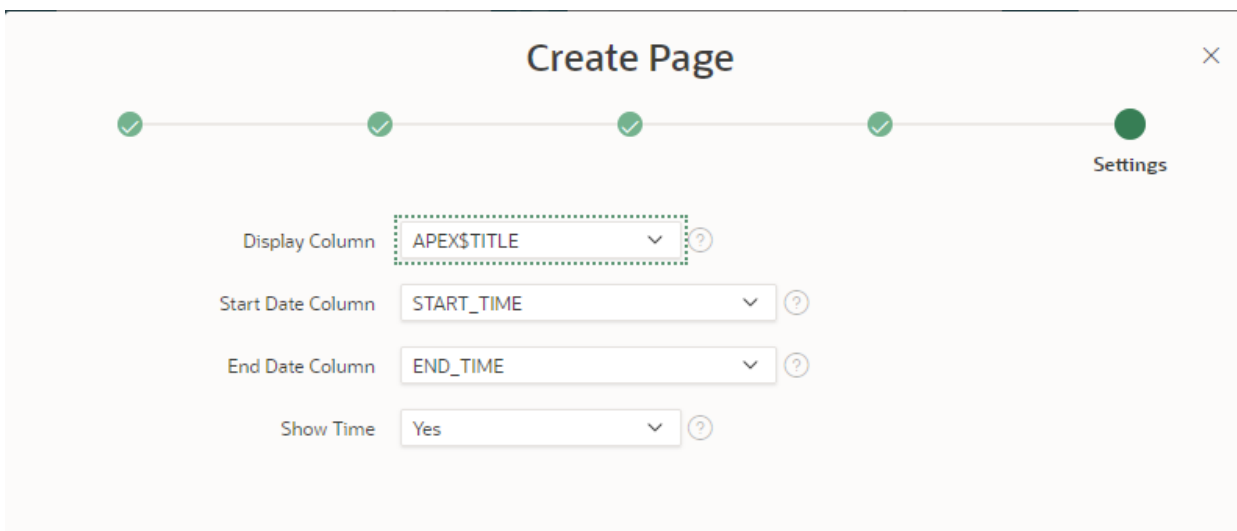 Create Page
Settings
Display Column APEX$TITLE ?
Start Date Column START_TIME ?
End Date Column END_TIME ?
Show Time Yes ?